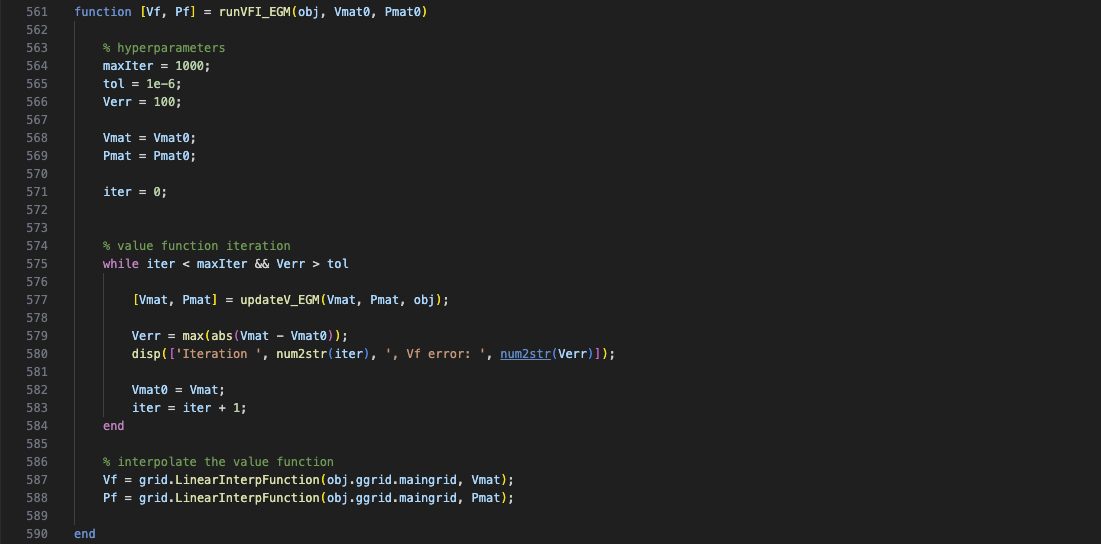 561 function [Vf, Pf] = runVFI_EGM(obj, Vmat0, Pmat0)
562
563     % hyperparameters
564     maxIter = 1000;
565     tol = 1e-6;
566     Verr = 100;
567
568     Vmat = Vmat0;
569     Pmat = Pmat0;
570
571     iter = 0;
572
573
574     % value function iteration
575     while iter < maxIter && Verr > tol
576
577         [Vmat, Pmat] = updateV_EGM(Vmat, Pmat, obj);
578
579         Verr = max(abs(Vmat - Vmat0));
580         disp(['Iteration ', num2str(iter), ', Vf error: ', num2str(Verr)]);
581
582         Vmat0 = Vmat;
583         iter = iter + 1;
584     end
585
586     % interpolate the value function
587     Vf = grid.LinearInterpFunction(obj.ggrid.maingrid, Vmat);
588     Pf = grid.LinearInterpFunction(obj.ggrid.maingrid, Pmat);
589
590 end